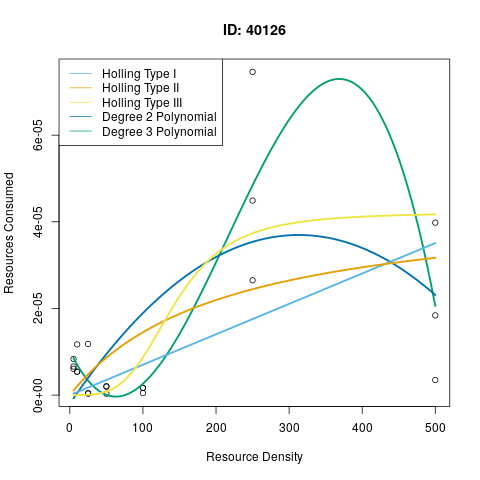 ID: 40126
Holling Type I
Holling Type II
Holling Type III
Degree 2 Polynomial
Degree 3 Polynomial
Resources Consumed
6e-05
4e-05
2e-05
0e+00
0 100 200 300 400 500
Resource Density